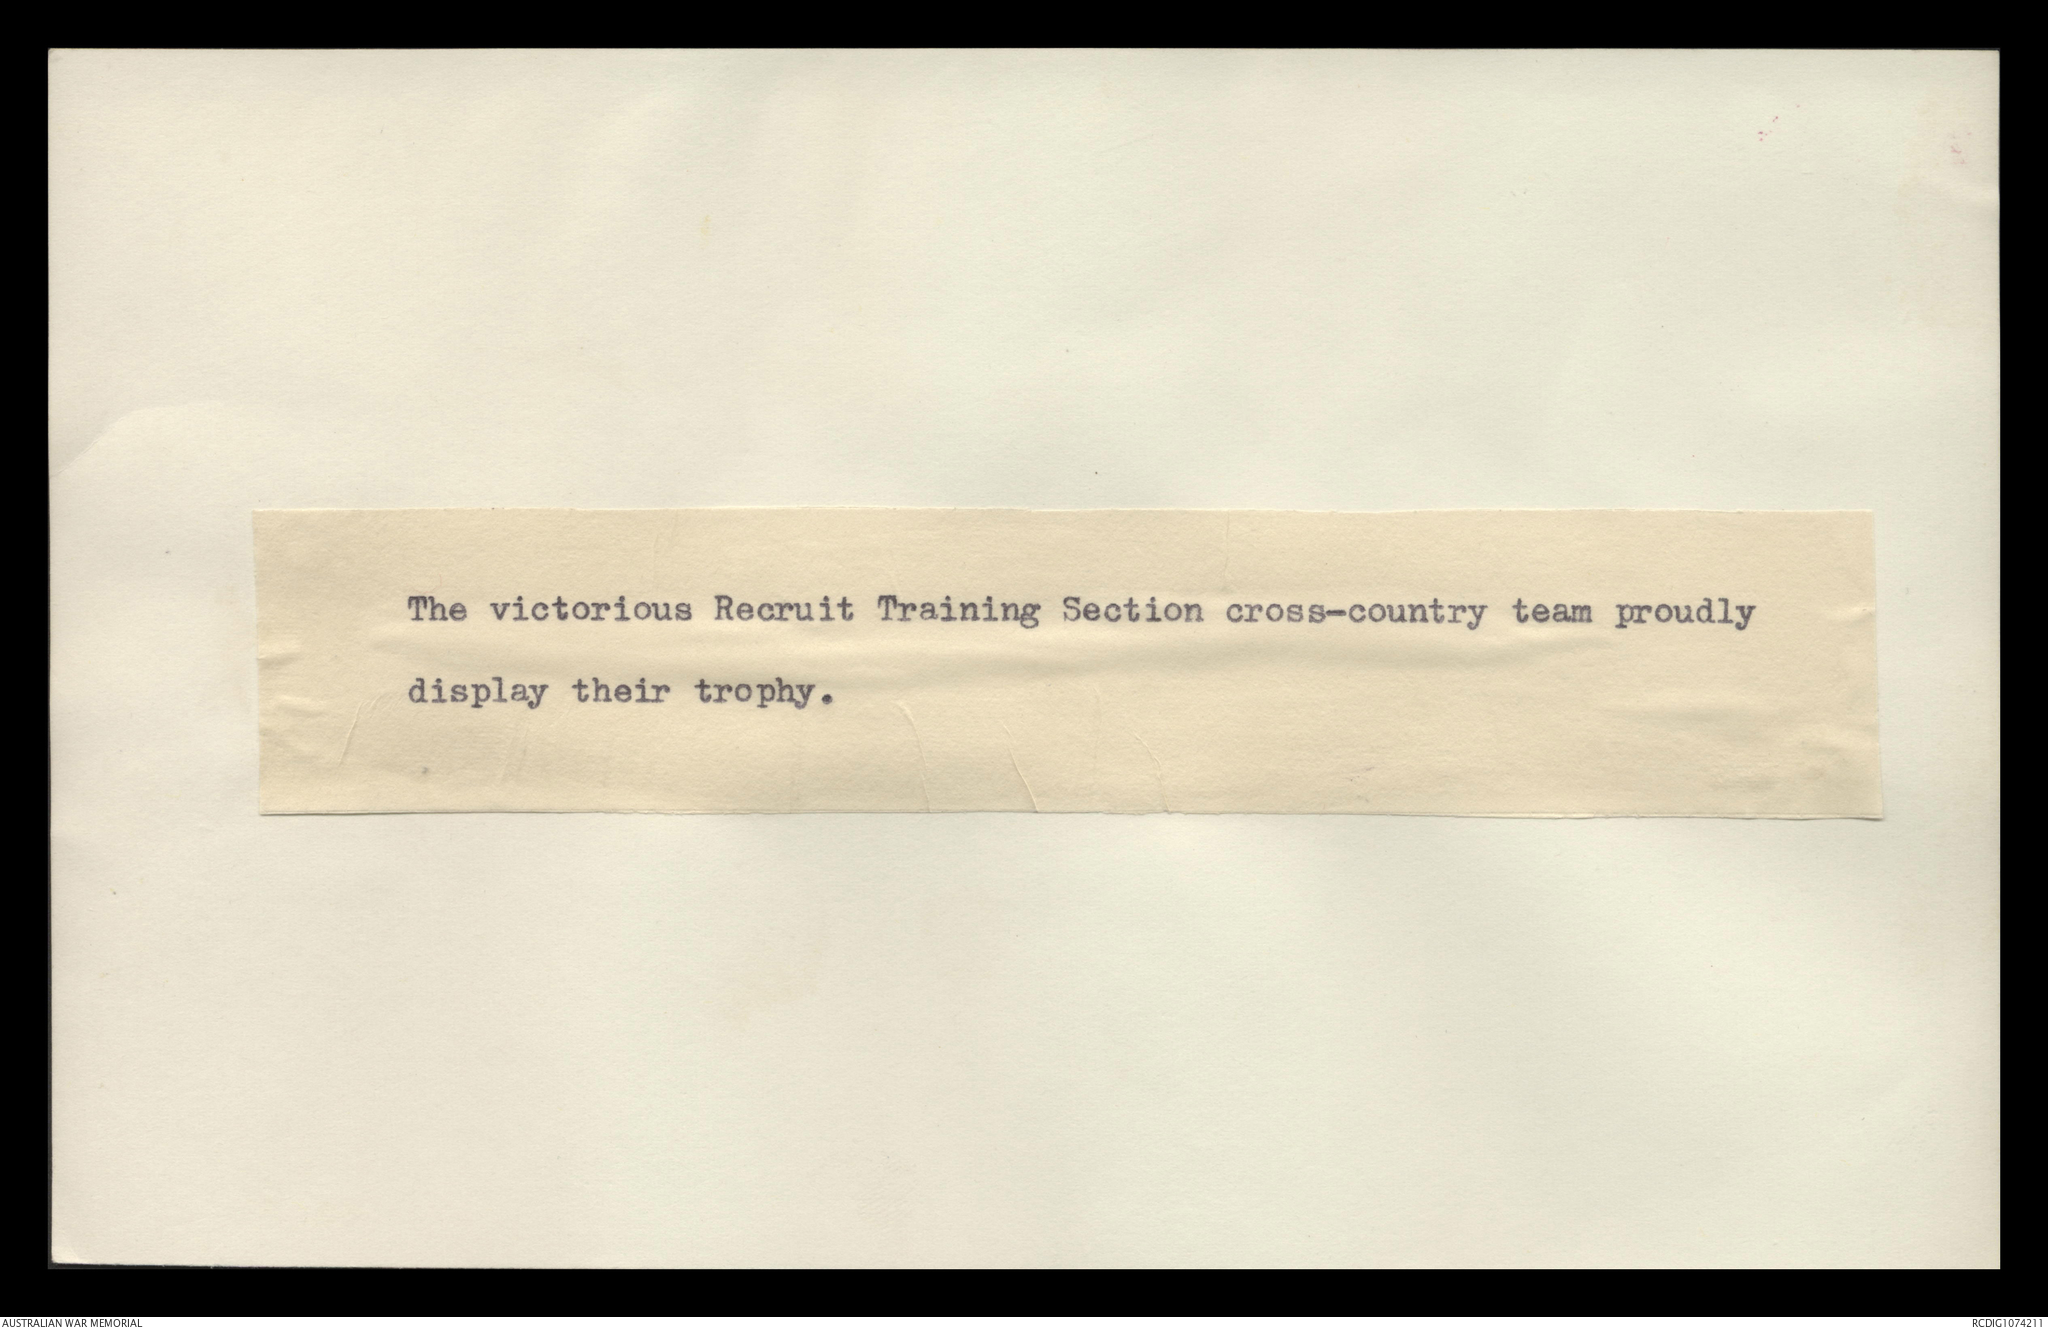 The victorious Recruit Training Section cross-country team proudly
display their trophy.
AUSTRALIAN WAR MEMORIAL
RCDIG1074211